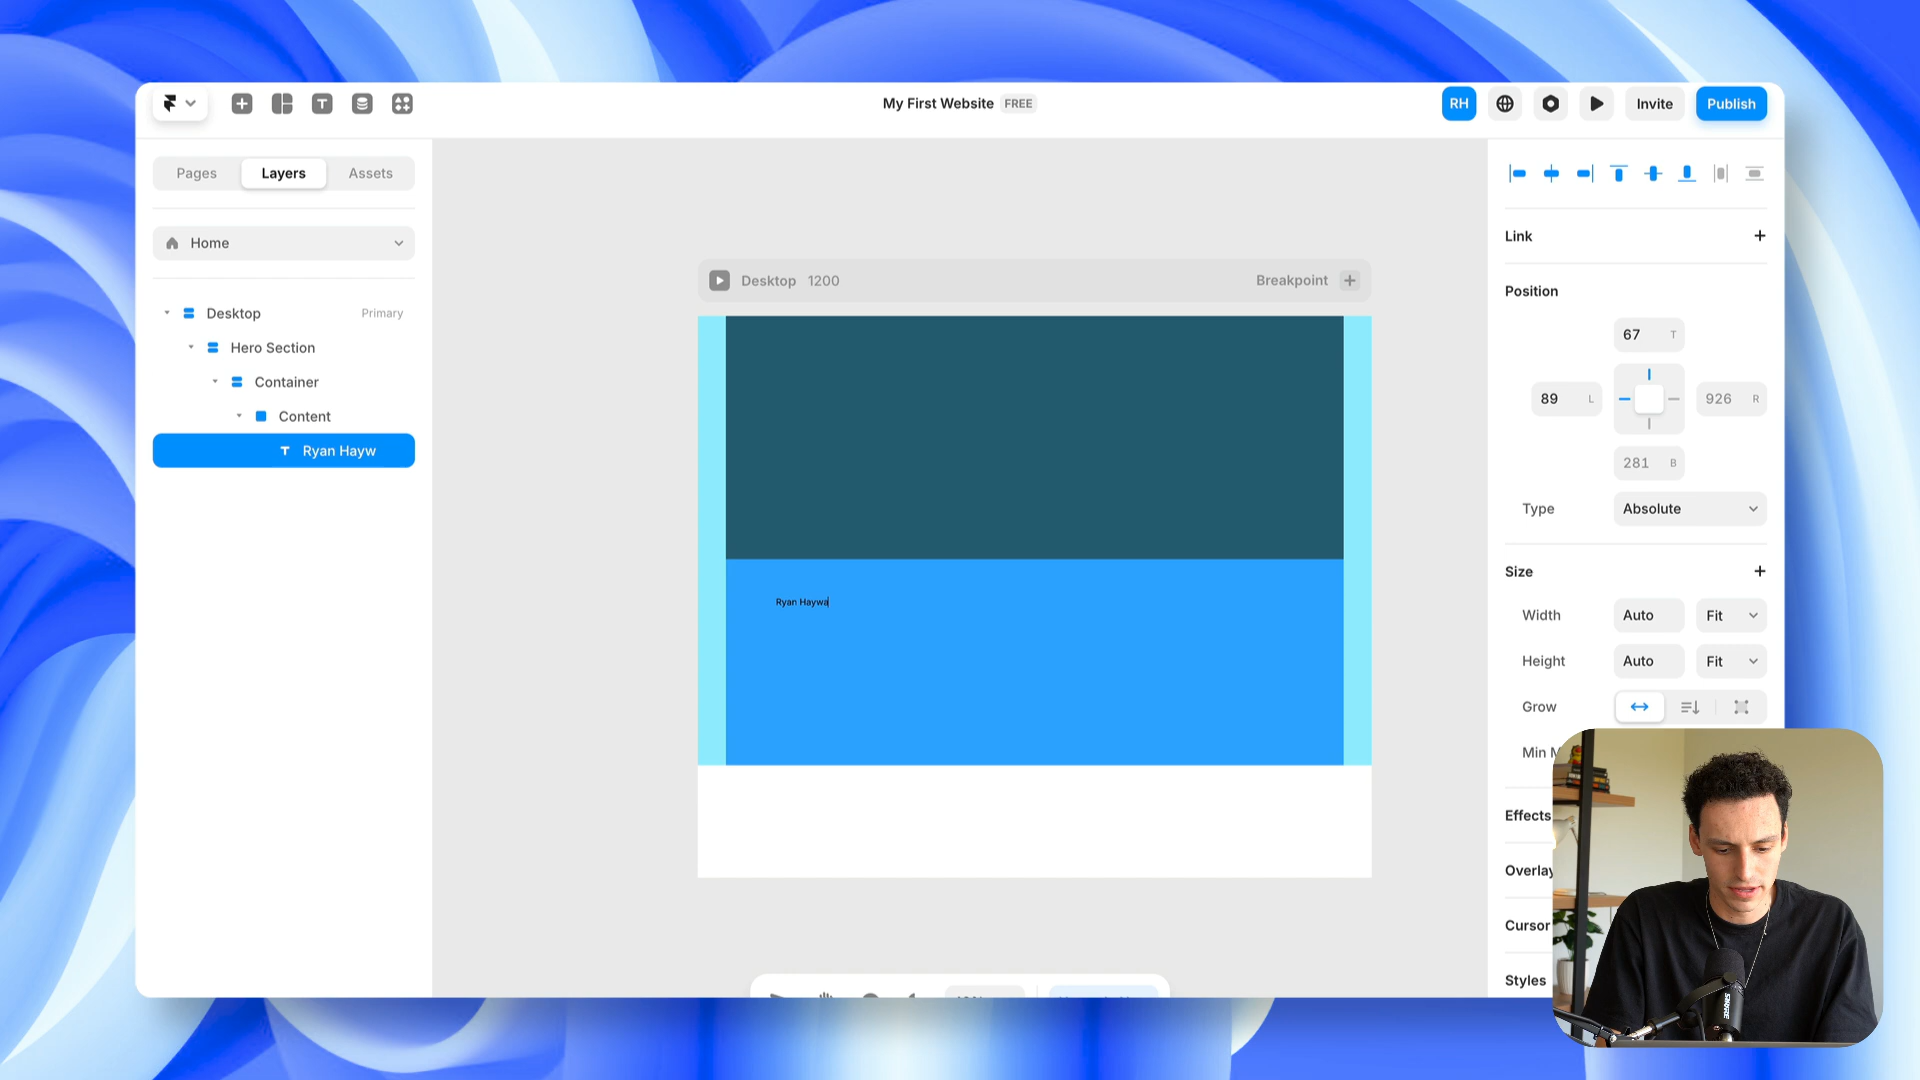 My First Website FREE
RH
Invite
Publish
Pages
Layers
Assets
Home
Desktop
Primary
Hero Section
Container
Content
Ryan Hayw
Desktop 1200
Breakpoint
Ryan Haywa
Link
Position
67 T
89 L
926 R
281 B
Type
Absolute
Size
Width
Auto
Fit
Height
Auto
Fit
Grow
Min M
Effects
Overlay
Cursor
Styles
SHURE